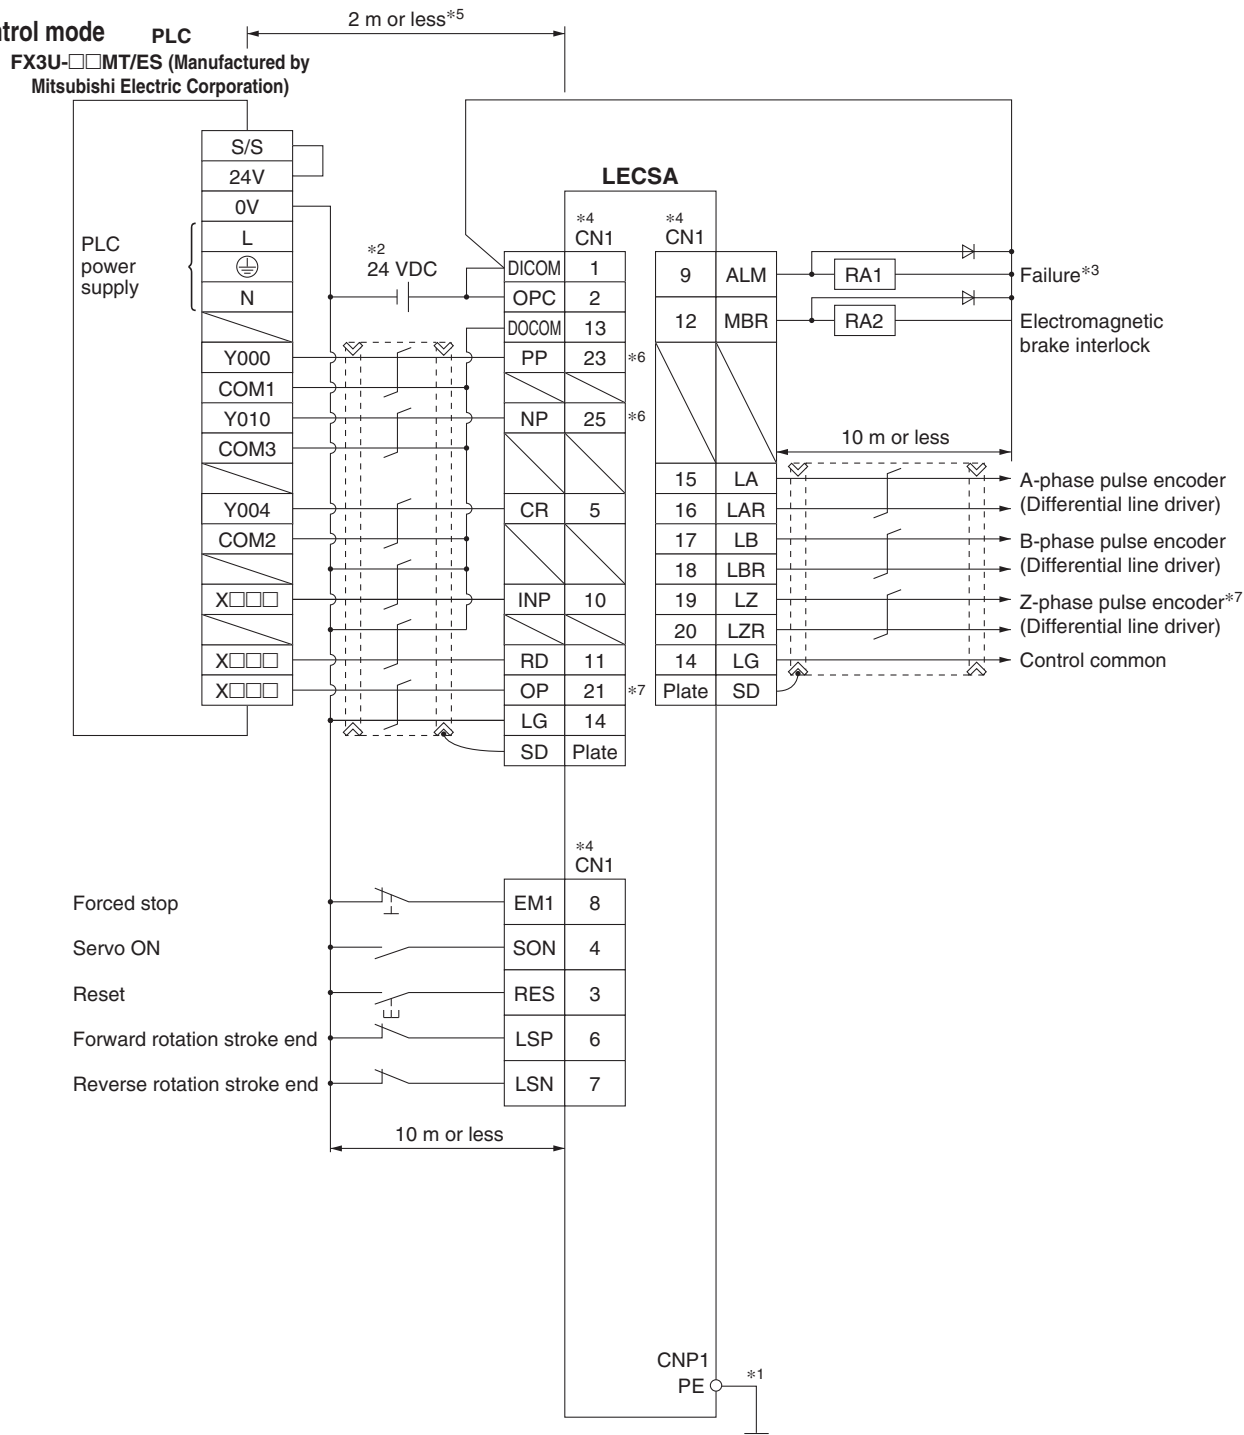 ntrol mode
PLC
2 m or less*5
FX3U-□□MT/ES (Manufactured by
Mitsubishi Electric Corporation)
S/S
24V
0V
L
N
PLC
power
supply
Y000
COM1
Y010
COM3
Y004
COM2
X□□□
X□□□
X□□□
*2
24 VDC
LECSA
*4
CN1
DICOM 1
OPC 2
DOCOM 13
PP 23 *6
NP 25 *6
CR 5
INP 10
RD 11
OP 21 *7
LG 14
SD Plate
*4
CN1
9 ALM RA1 Failure*3
12 MBR RA2 Electromagnetic
brake interlock
10 m or less
15 LA A-phase pulse encoder
16 LAR (Differential line driver)
17 LB B-phase pulse encoder
18 LBR (Differential line driver)
19 LZ Z-phase pulse encoder*7
20 LZR (Differential line driver)
14 LG Control common
Plate SD
*4
CN1
Forced stop EM1 8
Servo ON SON 4
Reset RES 3
Forward rotation stroke end LSP 6
Reverse rotation stroke end LSN 7
10 m or less
CNP1
PE *1